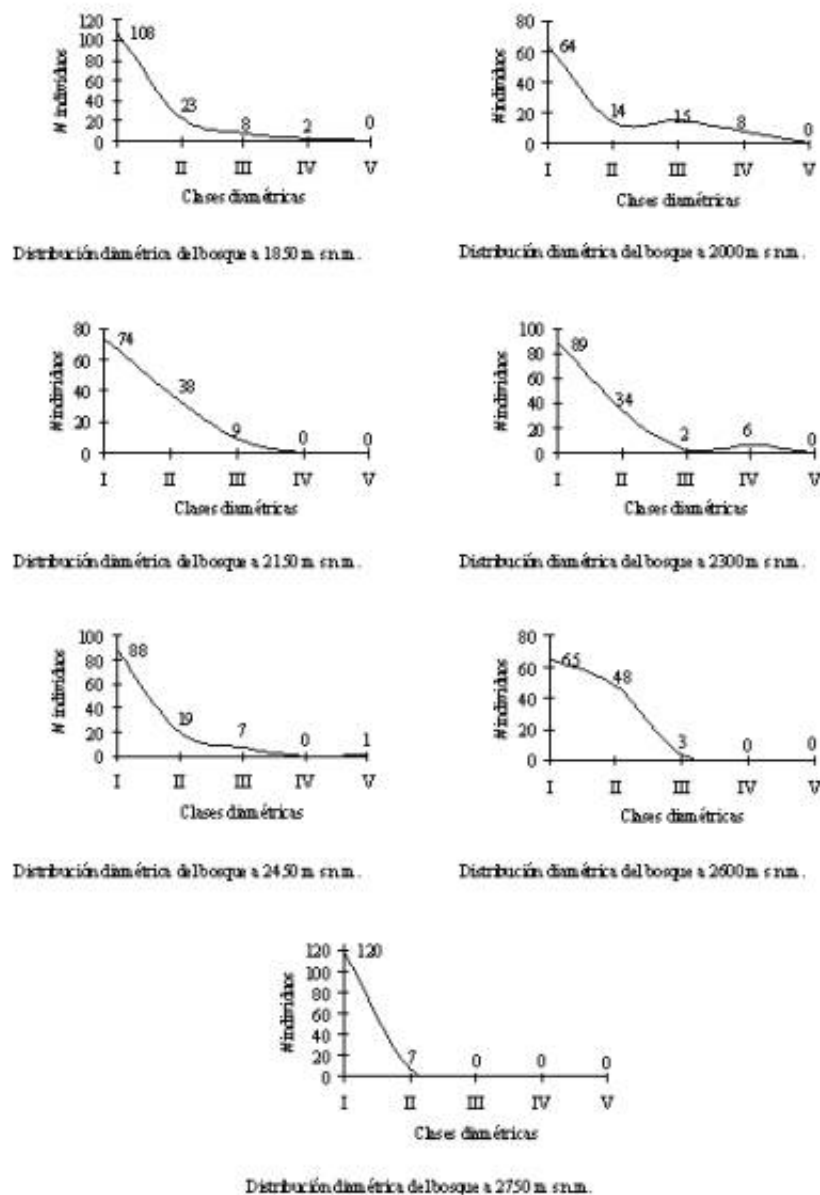 120
100
80
60
40
20
0
# individuos
108
23
8
2
0
I II III IV V
Clases diamétricas
Distribución diamétrica del bosque a 1850 m s.n.m.
80
60
40
20
0
# individuos
64
14
15
8
0
I II III IV V
Clases diamétricas
Distribución diamétrica del bosque a 2000 m s.n.m.
80
60
40
20
0
# individuos
74
38
9
0
0
I II III IV V
Clases diamétricas
Distribución diamétrica del bosque a 2150 m s.n.m.
100
80
60
40
20
0
# individuos
89
34
2
6
0
I II III IV V
Clases diamétricas
Distribución diamétrica del bosque a 2300 m s.n.m.
100
80
60
40
20
0
# individuos
88
19
7
0
1
I II III IV V
Clases diamétricas
Distribución diamétrica del bosque a 2450 m s.n.m.
80
60
40
20
0
# individuos
65
48
3
0
0
I II III IV V
Clases diamétricas
Distribución diamétrica del bosque a 2600 m s.n.m.
120
100
80
60
40
20
0
# individuos
120
7
0
0
0
I II III IV V
Clases diamétricas
Distribución diamétrica del bosque a 2750 m s.n.m.